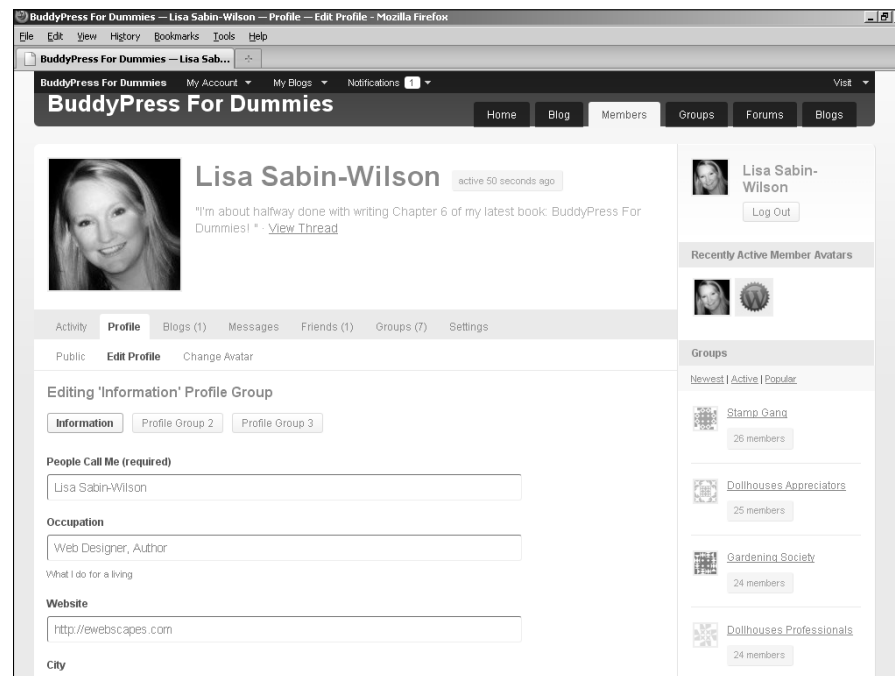 BuddyPress For Dummies — Lisa Sabin-Wilson — Profile — Edit Profile - Mozilla Firefox
File Edit View History Bookmarks Tools Help
BuddyPress For Dummies — Lisa Sab...
BuddyPress For Dummies My Account My Blogs Notifications 1 Visit
BuddyPress For Dummies
Home Blog Members Groups Forums Blogs
Lisa Sabin-Wilson active 50 seconds ago
"I'm about halfway done with writing Chapter 6 of my latest book: BuddyPress For
Dummies! " · View Thread
Activity Profile Blogs (1) Messages Friends (1) Groups (7) Settings
Public Edit Profile Change Avatar
Editing 'Information' Profile Group
Information Profile Group 2 Profile Group 3
People Call Me (required)
Lisa Sabin-Wilson
Occupation
Web Designer, Author
What I do for a living
Website
http://ewebscapes.com
City
Lisa Sabin-
Wilson
Log Out
Recently Active Member Avatars
Groups
Newest | Active | Popular
Stamp Gang
26 members
Dollhouses Appreciators
25 members
Gardening Society
24 members
Dollhouses Professionals
24 members